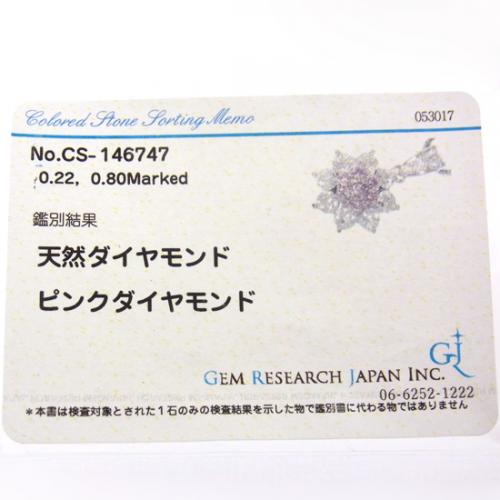 Colored Stone Sorting Memo
053017
No.CS-146747
0.22, 0.80Marked
鑑別結果
天然ダイヤモンド
ピンクダイヤモンド
GJ
GEM RESEARCH JAPAN INC.
06-6252-1222
*本書は検査対象とされた1石のみの検査結果を示した物で鑑別書に代わる物ではありません